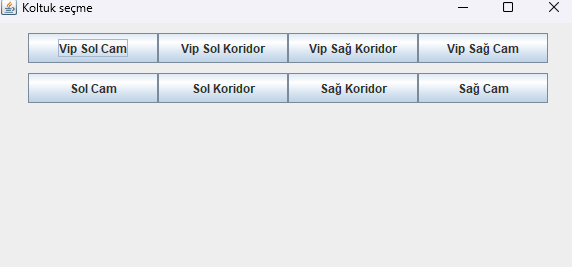 Koltuk seçme
Vip Sol Cam Vip Sol Koridor Vip Sağ Koridor Vip Sağ Cam
Sol Cam Sol Koridor Sağ Koridor Sağ Cam